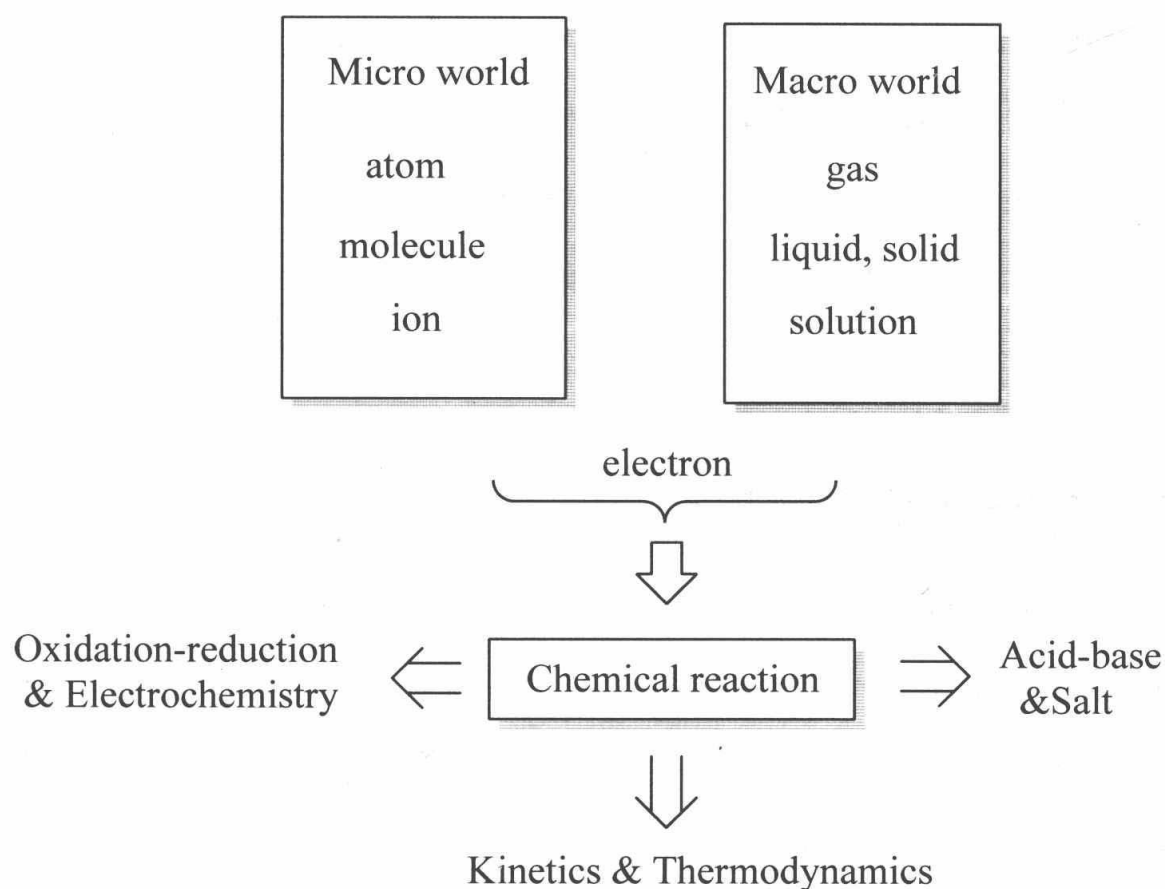 Micro world
atom
molecule
ion
Macro world
gas
liquid, solid
solution
electron
Oxidation-reduction
& Electrochemistry
Chemical reaction
Acid-base
&Salt
Kinetics & Thermodynamics